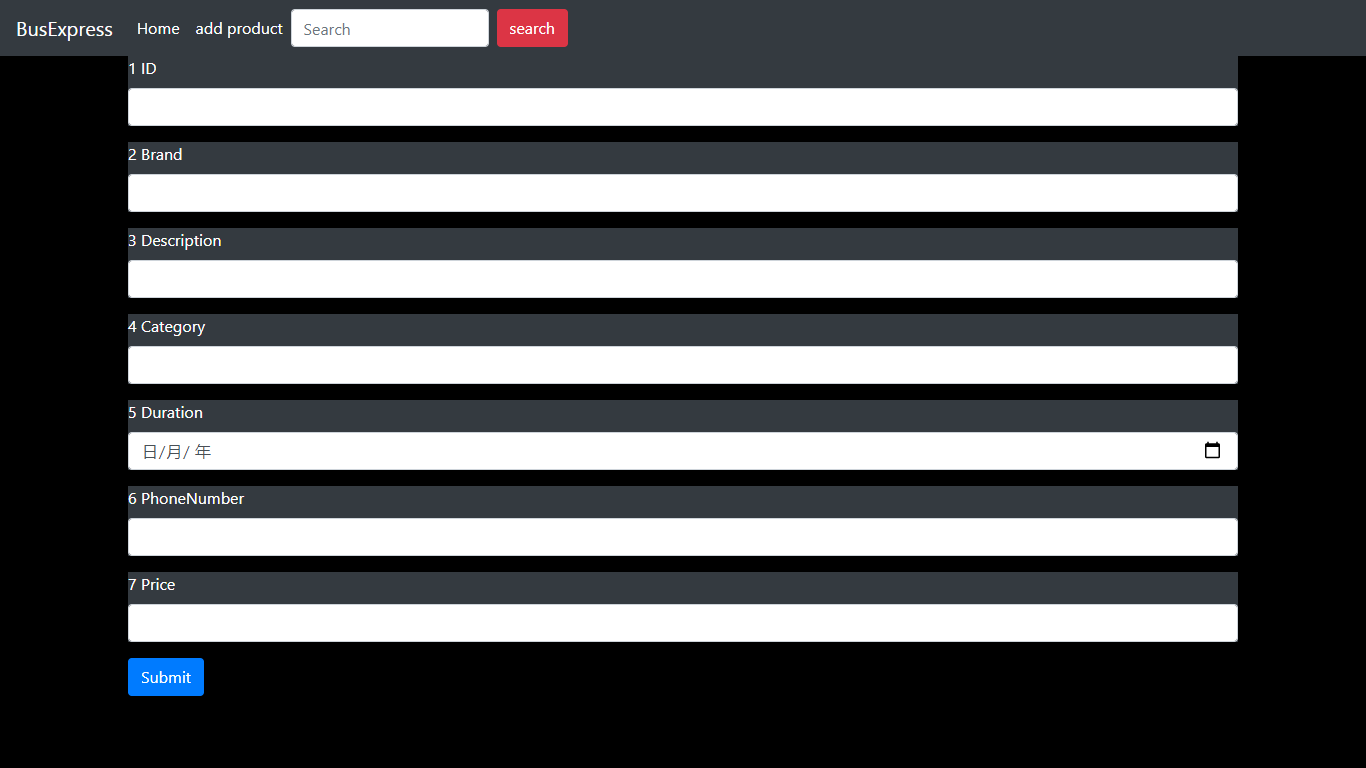 BusExpress Home add product Search search
1 ID
2 Brand
3 Description
4 Category
5 Duration
日/月/ 年
6 PhoneNumber
7 Price
Submit